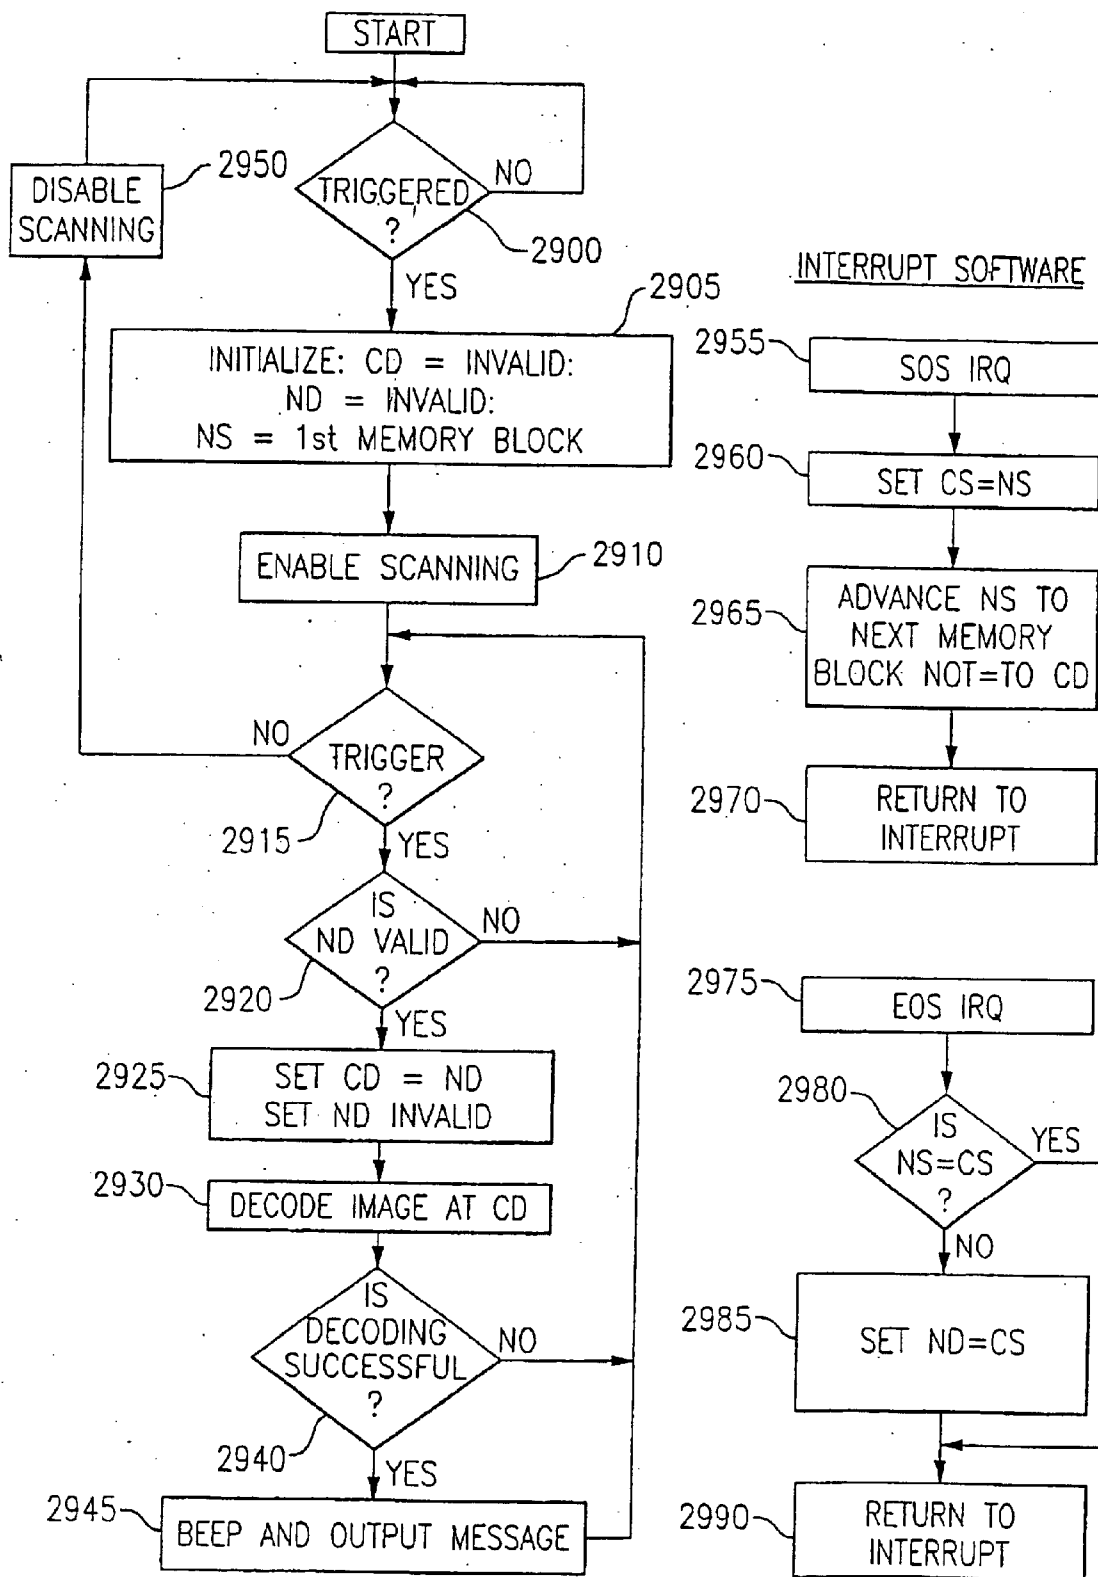 START
2950
DISABLE
SCANNING
TRIGGERED
?
NO
2900
YES
2905
INITIALIZE: CD = INVALID:
ND = INVALID:
NS = 1st MEMORY BLOCK
ENABLE SCANNING
2910
NO
TRIGGER
?
2915
YES
IS
ND VALID
?
NO
2920
YES
2925
SET CD = ND
SET ND INVALID
2930
DECODE IMAGE AT CD
IS
DECODING
SUCCESSFUL
?
NO
2940
YES
2945
BEEP AND OUTPUT MESSAGE
INTERRUPT SOFTWARE
2955
SOS IRQ
2960
SET CS=NS
2965
ADVANCE NS TO
NEXT MEMORY
BLOCK NOT=TO CD
2970
RETURN TO
INTERRUPT
2975
EOS IRQ
2980
IS
NS=CS
?
YES
NO
2985
SET ND=CS
2990
RETURN TO
INTERRUPT